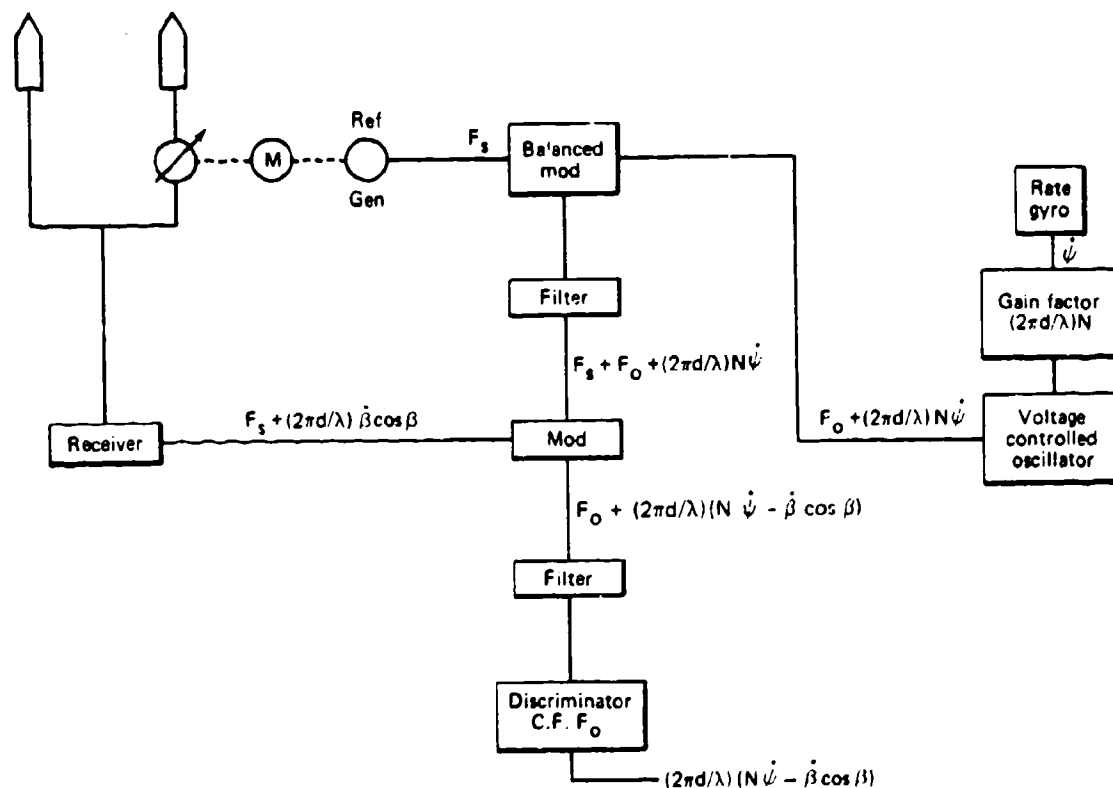 Ref
Gen
M
F_s
Balanced
mod
Rate
gyro
ψ̇
Filter
Gain factor
(2πd/λ)N
F_s + F_o + (2πd/λ)Nψ̇
Receiver
F_s + (2πd/λ) β̇ cos β
Mod
F_o + (2πd/λ) Nψ̇
Voltage
controlled
oscillator
F_o + (2πd/λ)(N ψ̇ - β̇ cos β)
Filter
Discriminator
C.F. F_o
(2πd/λ) (Nψ̇ - β̇ cos β)